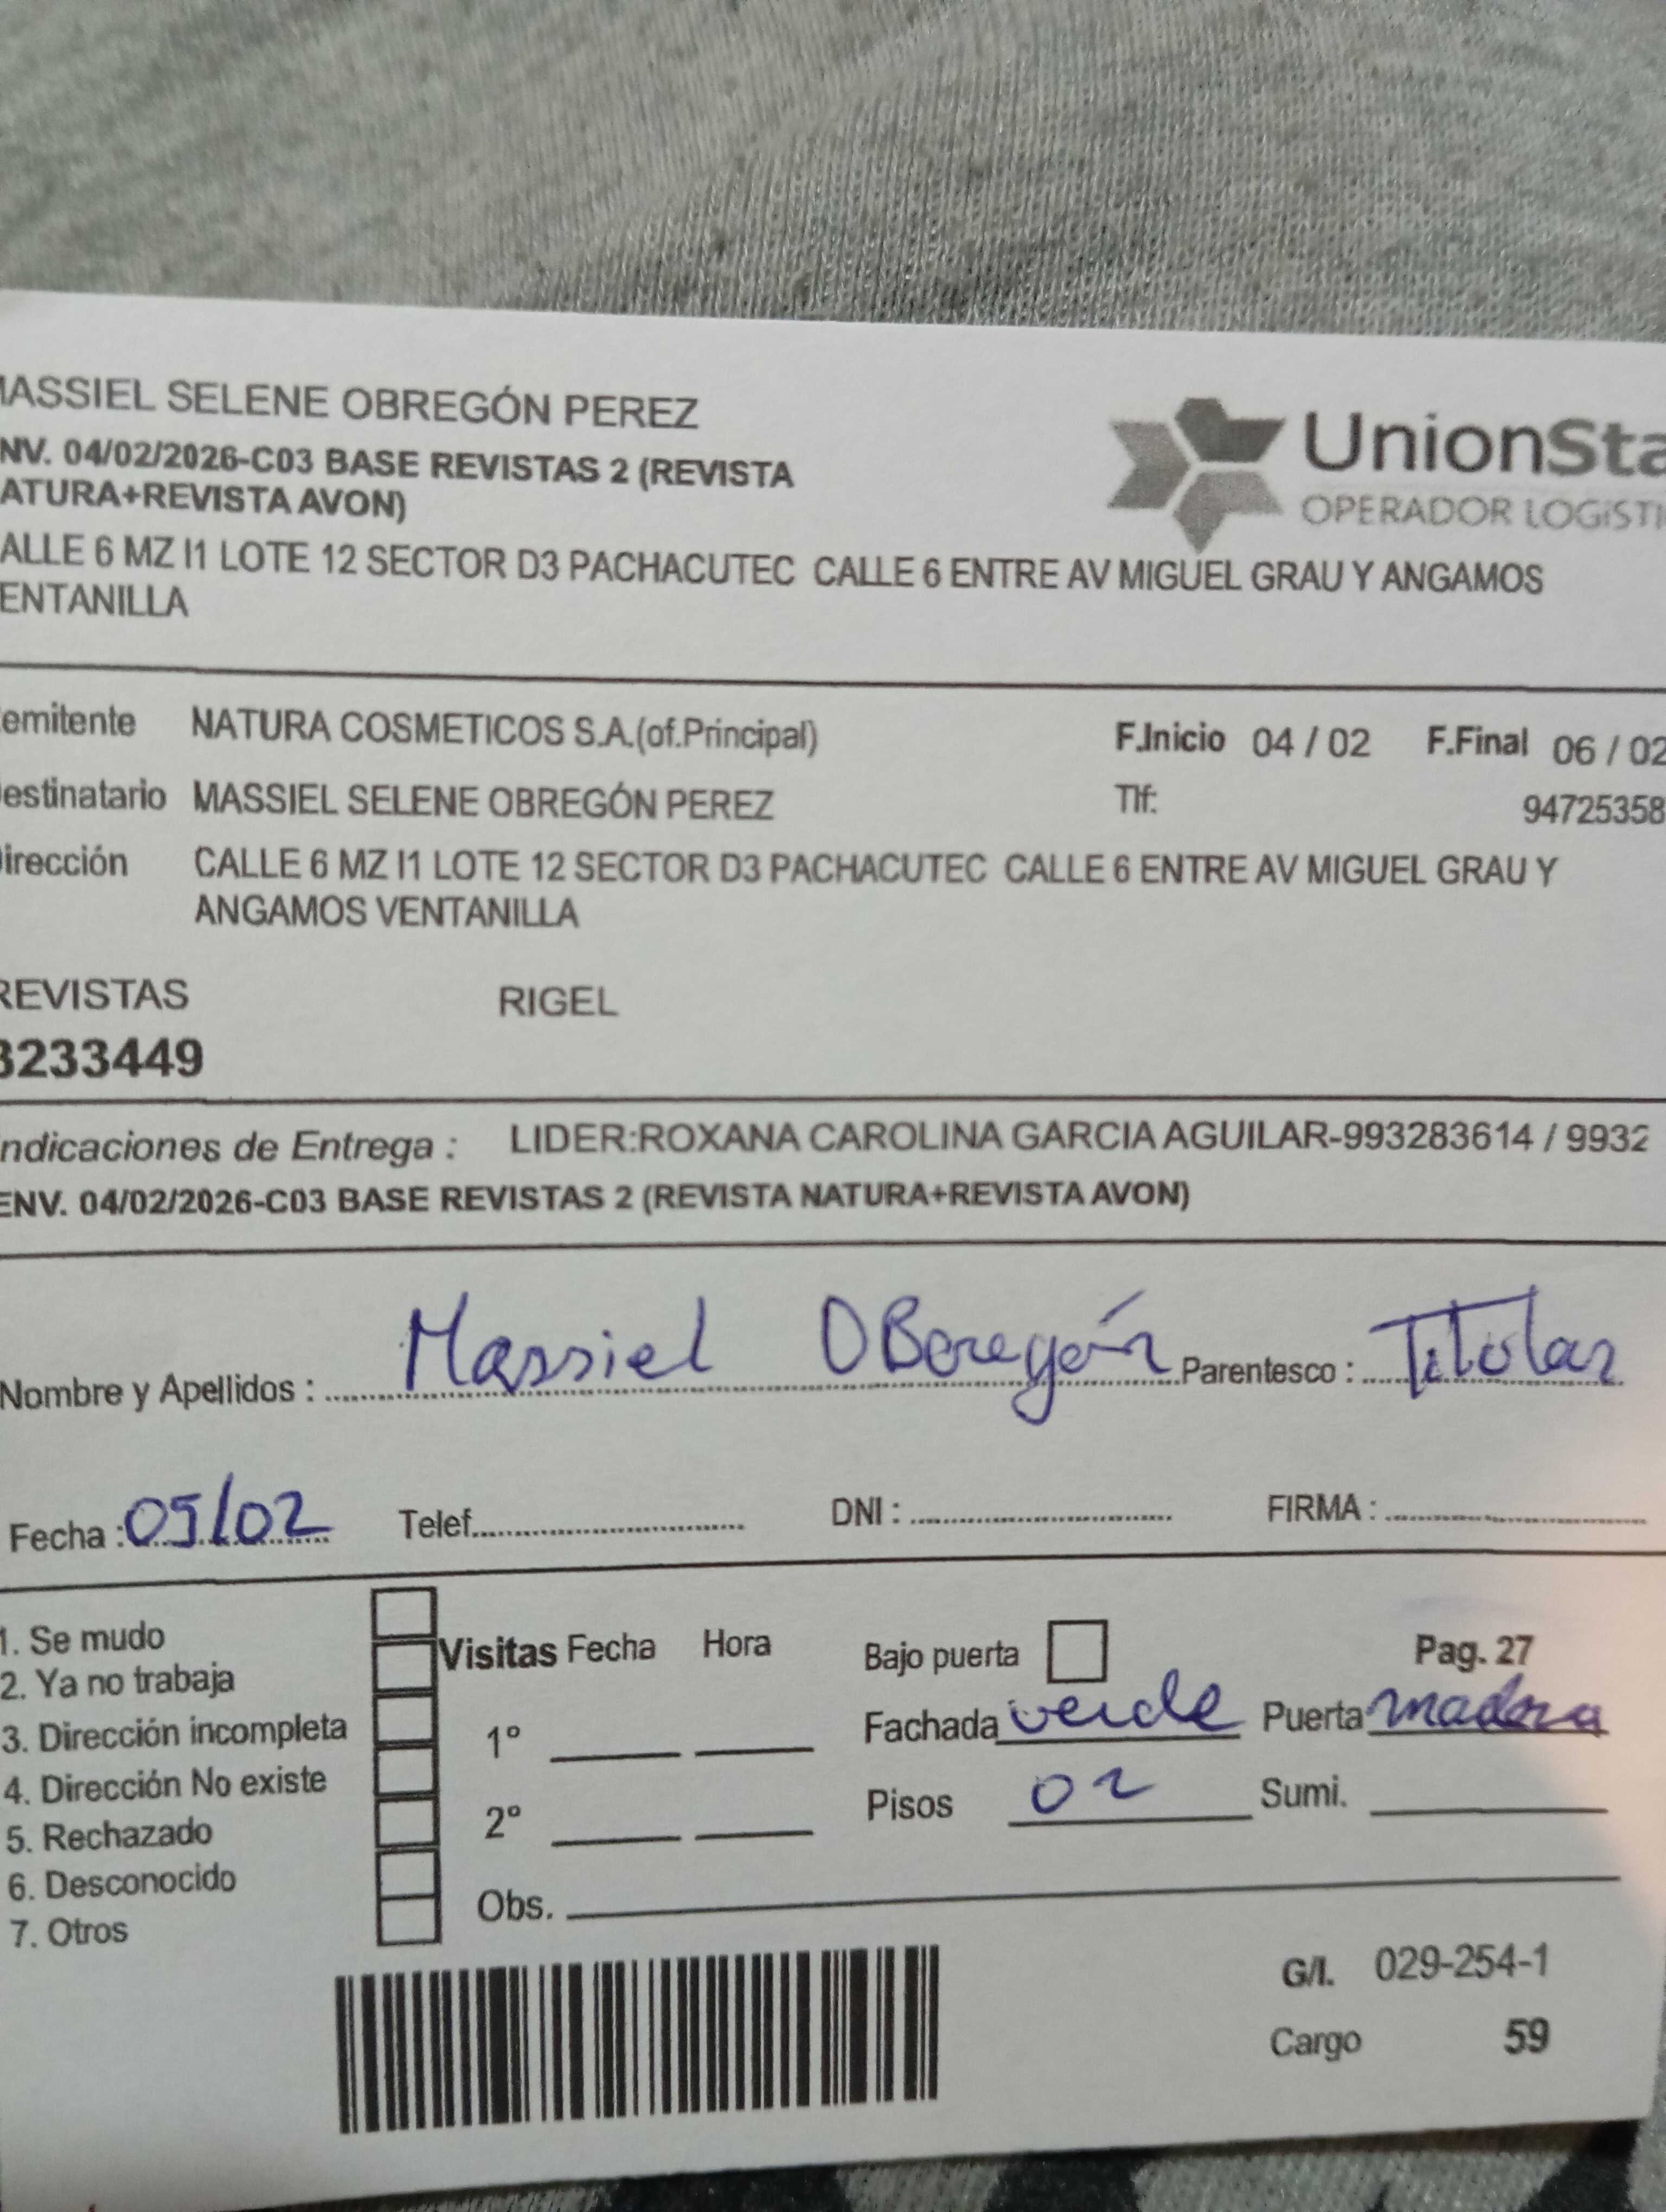 MASSIEL SELENE OBREGÓN PEREZ
NV. 04/02/2026-C03 BASE REVISTAS 2 (REVISTA
ATURA+REVISTA AVON)
ALLE 6 MZ I1 LOTE 12 SECTOR D3 PACHACUTEC CALLE 6 ENTRE AV MIGUEL GRAU Y ANGAMOS
ENTANILLA
UnionSta
OPERADOR LOGíSTI
emitente NATURA COSMETICOS S.A.(of.Principal) F.Inicio 04 / 02 F.Final 06 / 02
estinatario MASSIEL SELENE OBREGÓN PEREZ Tlf: 94725358
irección CALLE 6 MZ I1 LOTE 12 SECTOR D3 PACHACUTEC CALLE 6 ENTRE AV MIGUEL GRAU Y
ANGAMOS VENTANILLA
REVISTAS RIGEL
3233449
ndicaciones de Entrega : LIDER:ROXANA CAROLINA GARCIA AGUILAR-993283614 / 9932
ENV. 04/02/2026-C03 BASE REVISTAS 2 (REVISTA NATURA+REVISTA AVON)
Nombre y Apellidos : Massiel OBoregón Parentesco : Titular
Fecha : 05/02 Telef. DNI : FIRMA :
1. Se mudo
2. Ya no trabaja
3. Dirección incompleta
4. Dirección No existe
5. Rechazado
6. Desconocido
7. Otros
Visitas Fecha Hora
1º
2º
Obs.
Bajo puerta Pag. 27
Fachada verde Puerta madera
Pisos 02 Sumi.
G/I. 029-254-1
Cargo 59